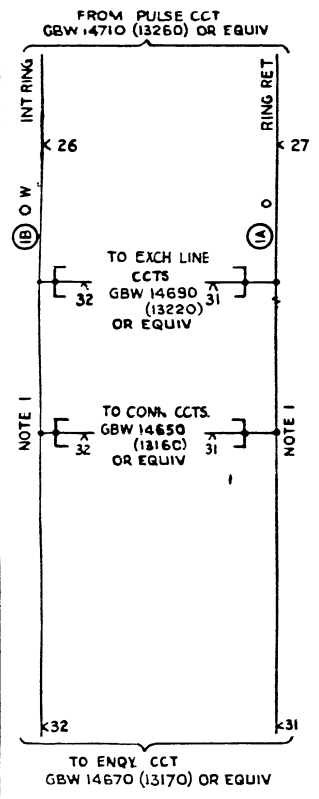 FROM PULSE CCT
GBW 14710 (13260) OR EQUIV
INT RING
RING RET
26
27
O W
O
1B
1A
TO EXCH LINE
CCTS
32
GBW 14690
31
(13220)
OR EQUIV
NOTE 1
NOTE 1
TO CONN. CCTS.
GBW 14650
32
(1316C)
31
OR EQUIV
32
31
TO ENQY. CCT
GBW 14670 (13170) OR EQUIV